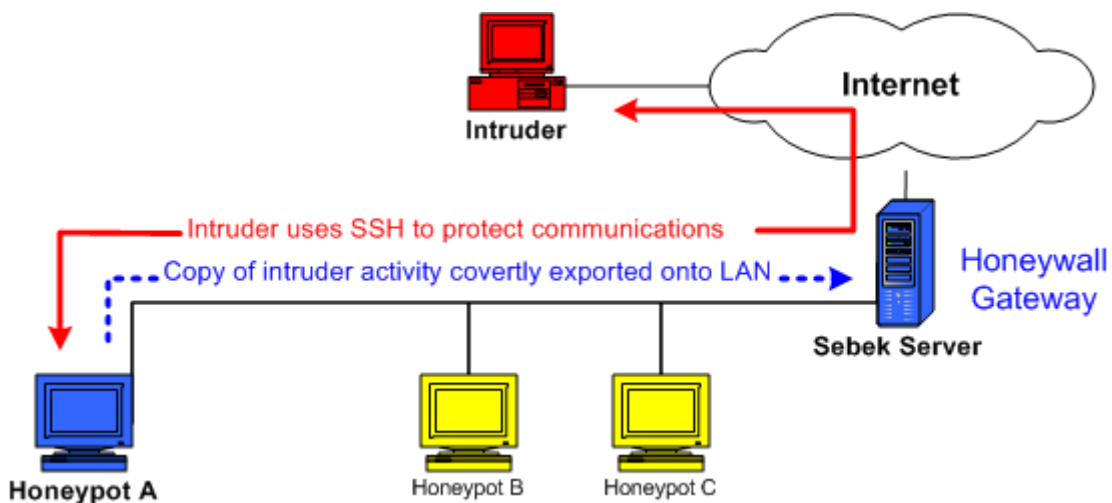 Internet
Intruder
Intruder uses SSH to protect communications
Copy of intruder activity covertly exported onto LAN
Honeywall
Gateway
Sebek Server
Honeypot A
Honeypot B
Honeypot C